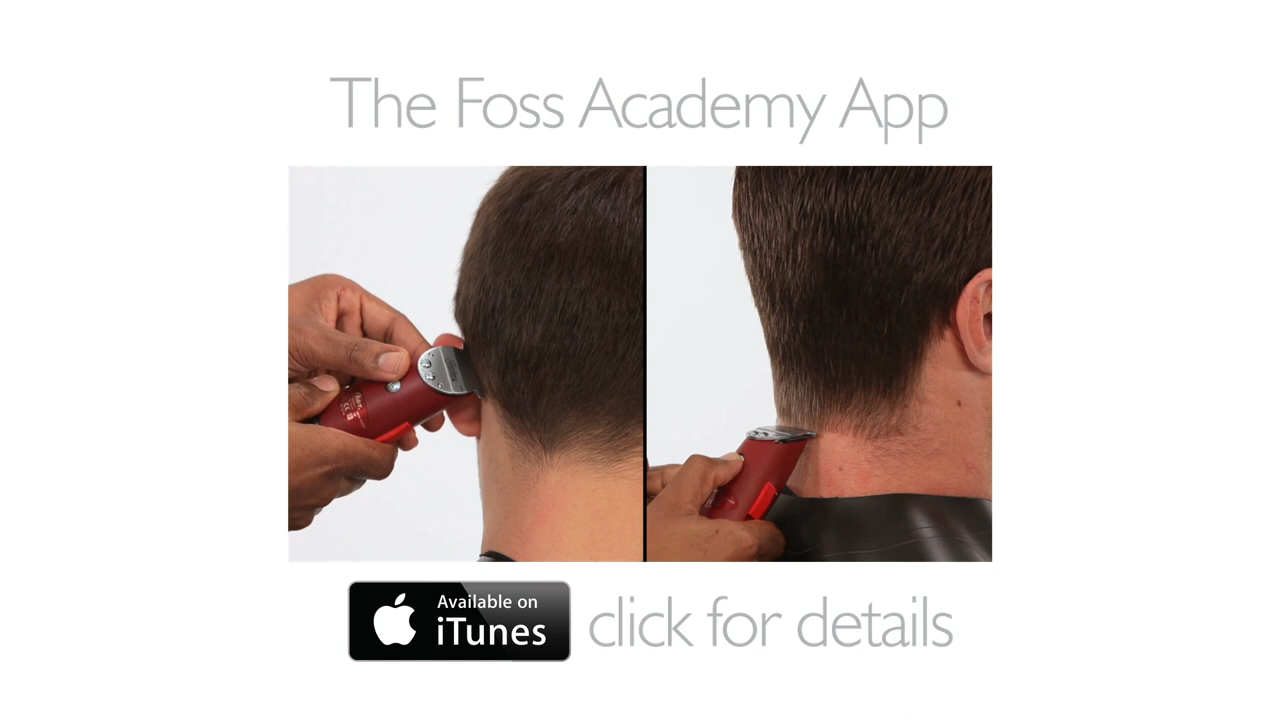 The Foss Academy App
Available on
iTunes
click for details